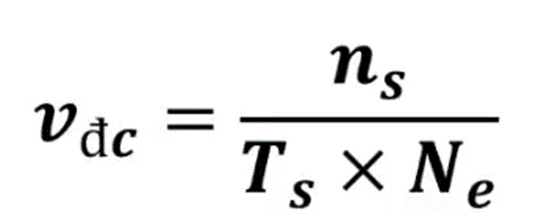 v_đc = n_s / (T_s × N_e)